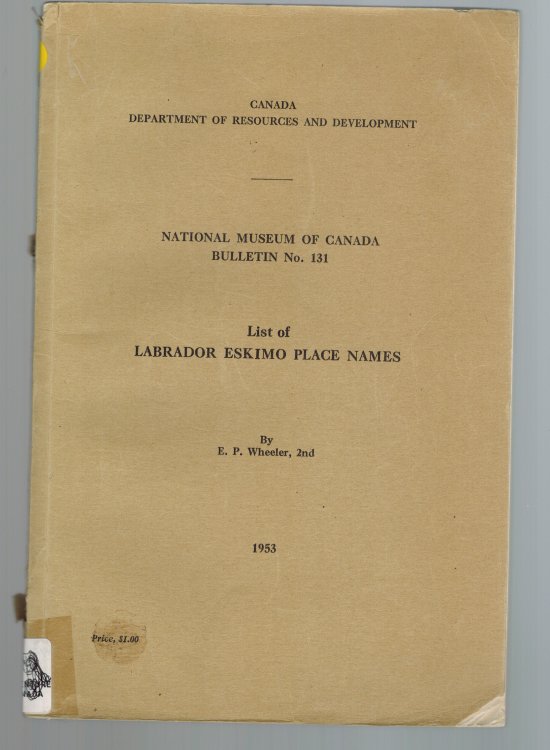 CANADA
DEPARTMENT OF RESOURCES AND DEVELOPMENT
NATIONAL MUSEUM OF CANADA
BULLETIN No. 131
List of
LABRADOR ESKIMO PLACE NAMES
By
E. P. Wheeler, 2nd
1953
Price, $1.00